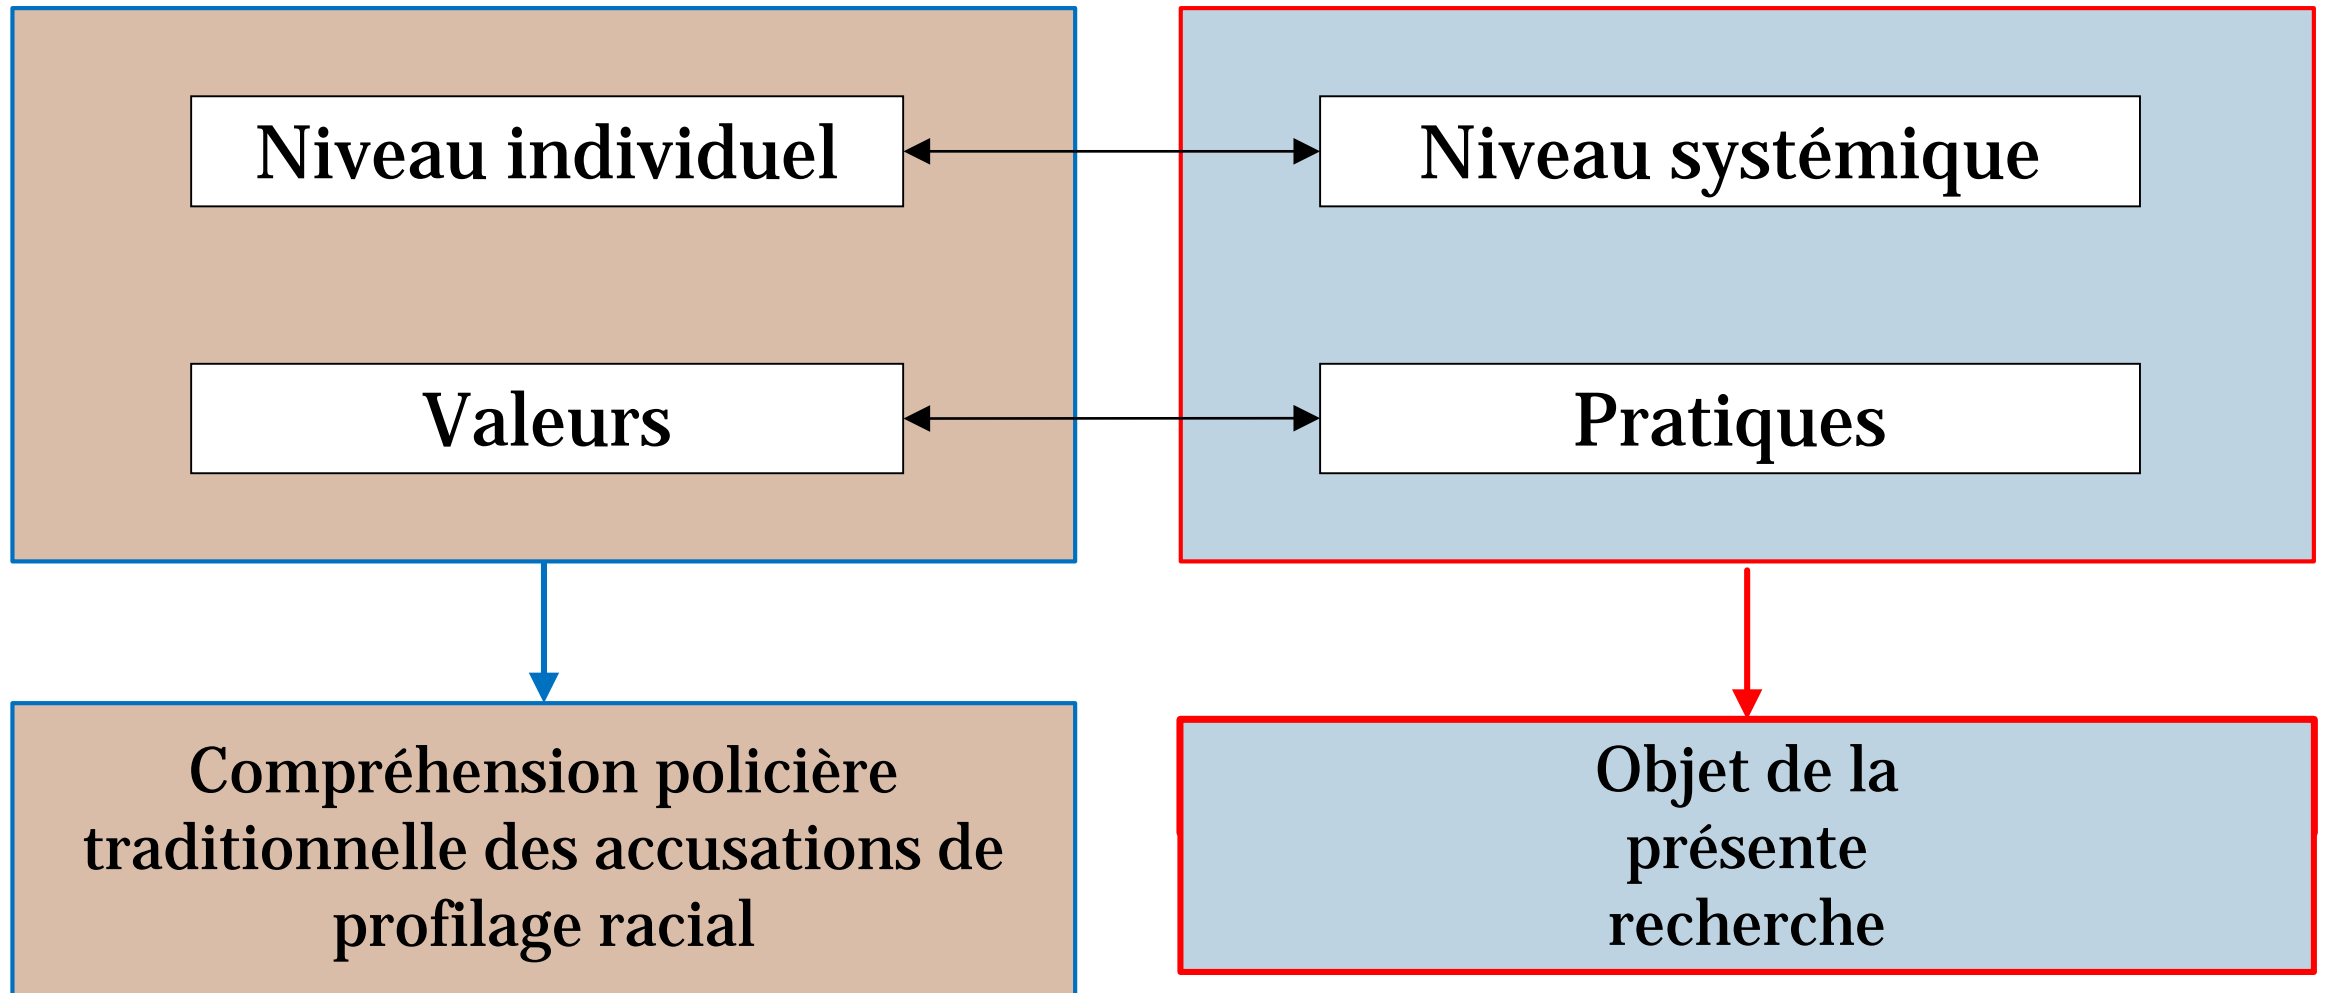 Niveau individuel
Niveau systémique
Valeurs
Pratiques
Compréhension policière
traditionnelle des accusations de
profilage racial
Objet de la
présente
recherche